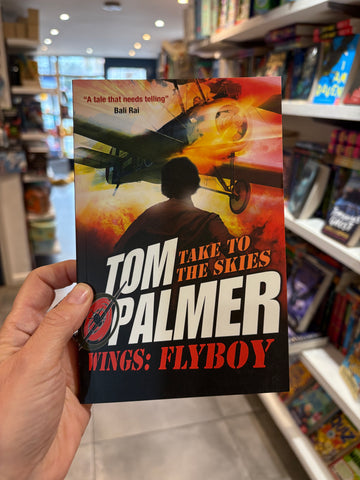 "A tale that needs telling"
Bali Rai
TAKE TO
THE SKIES
TOM
PALMER
WINGS: FLYBOY